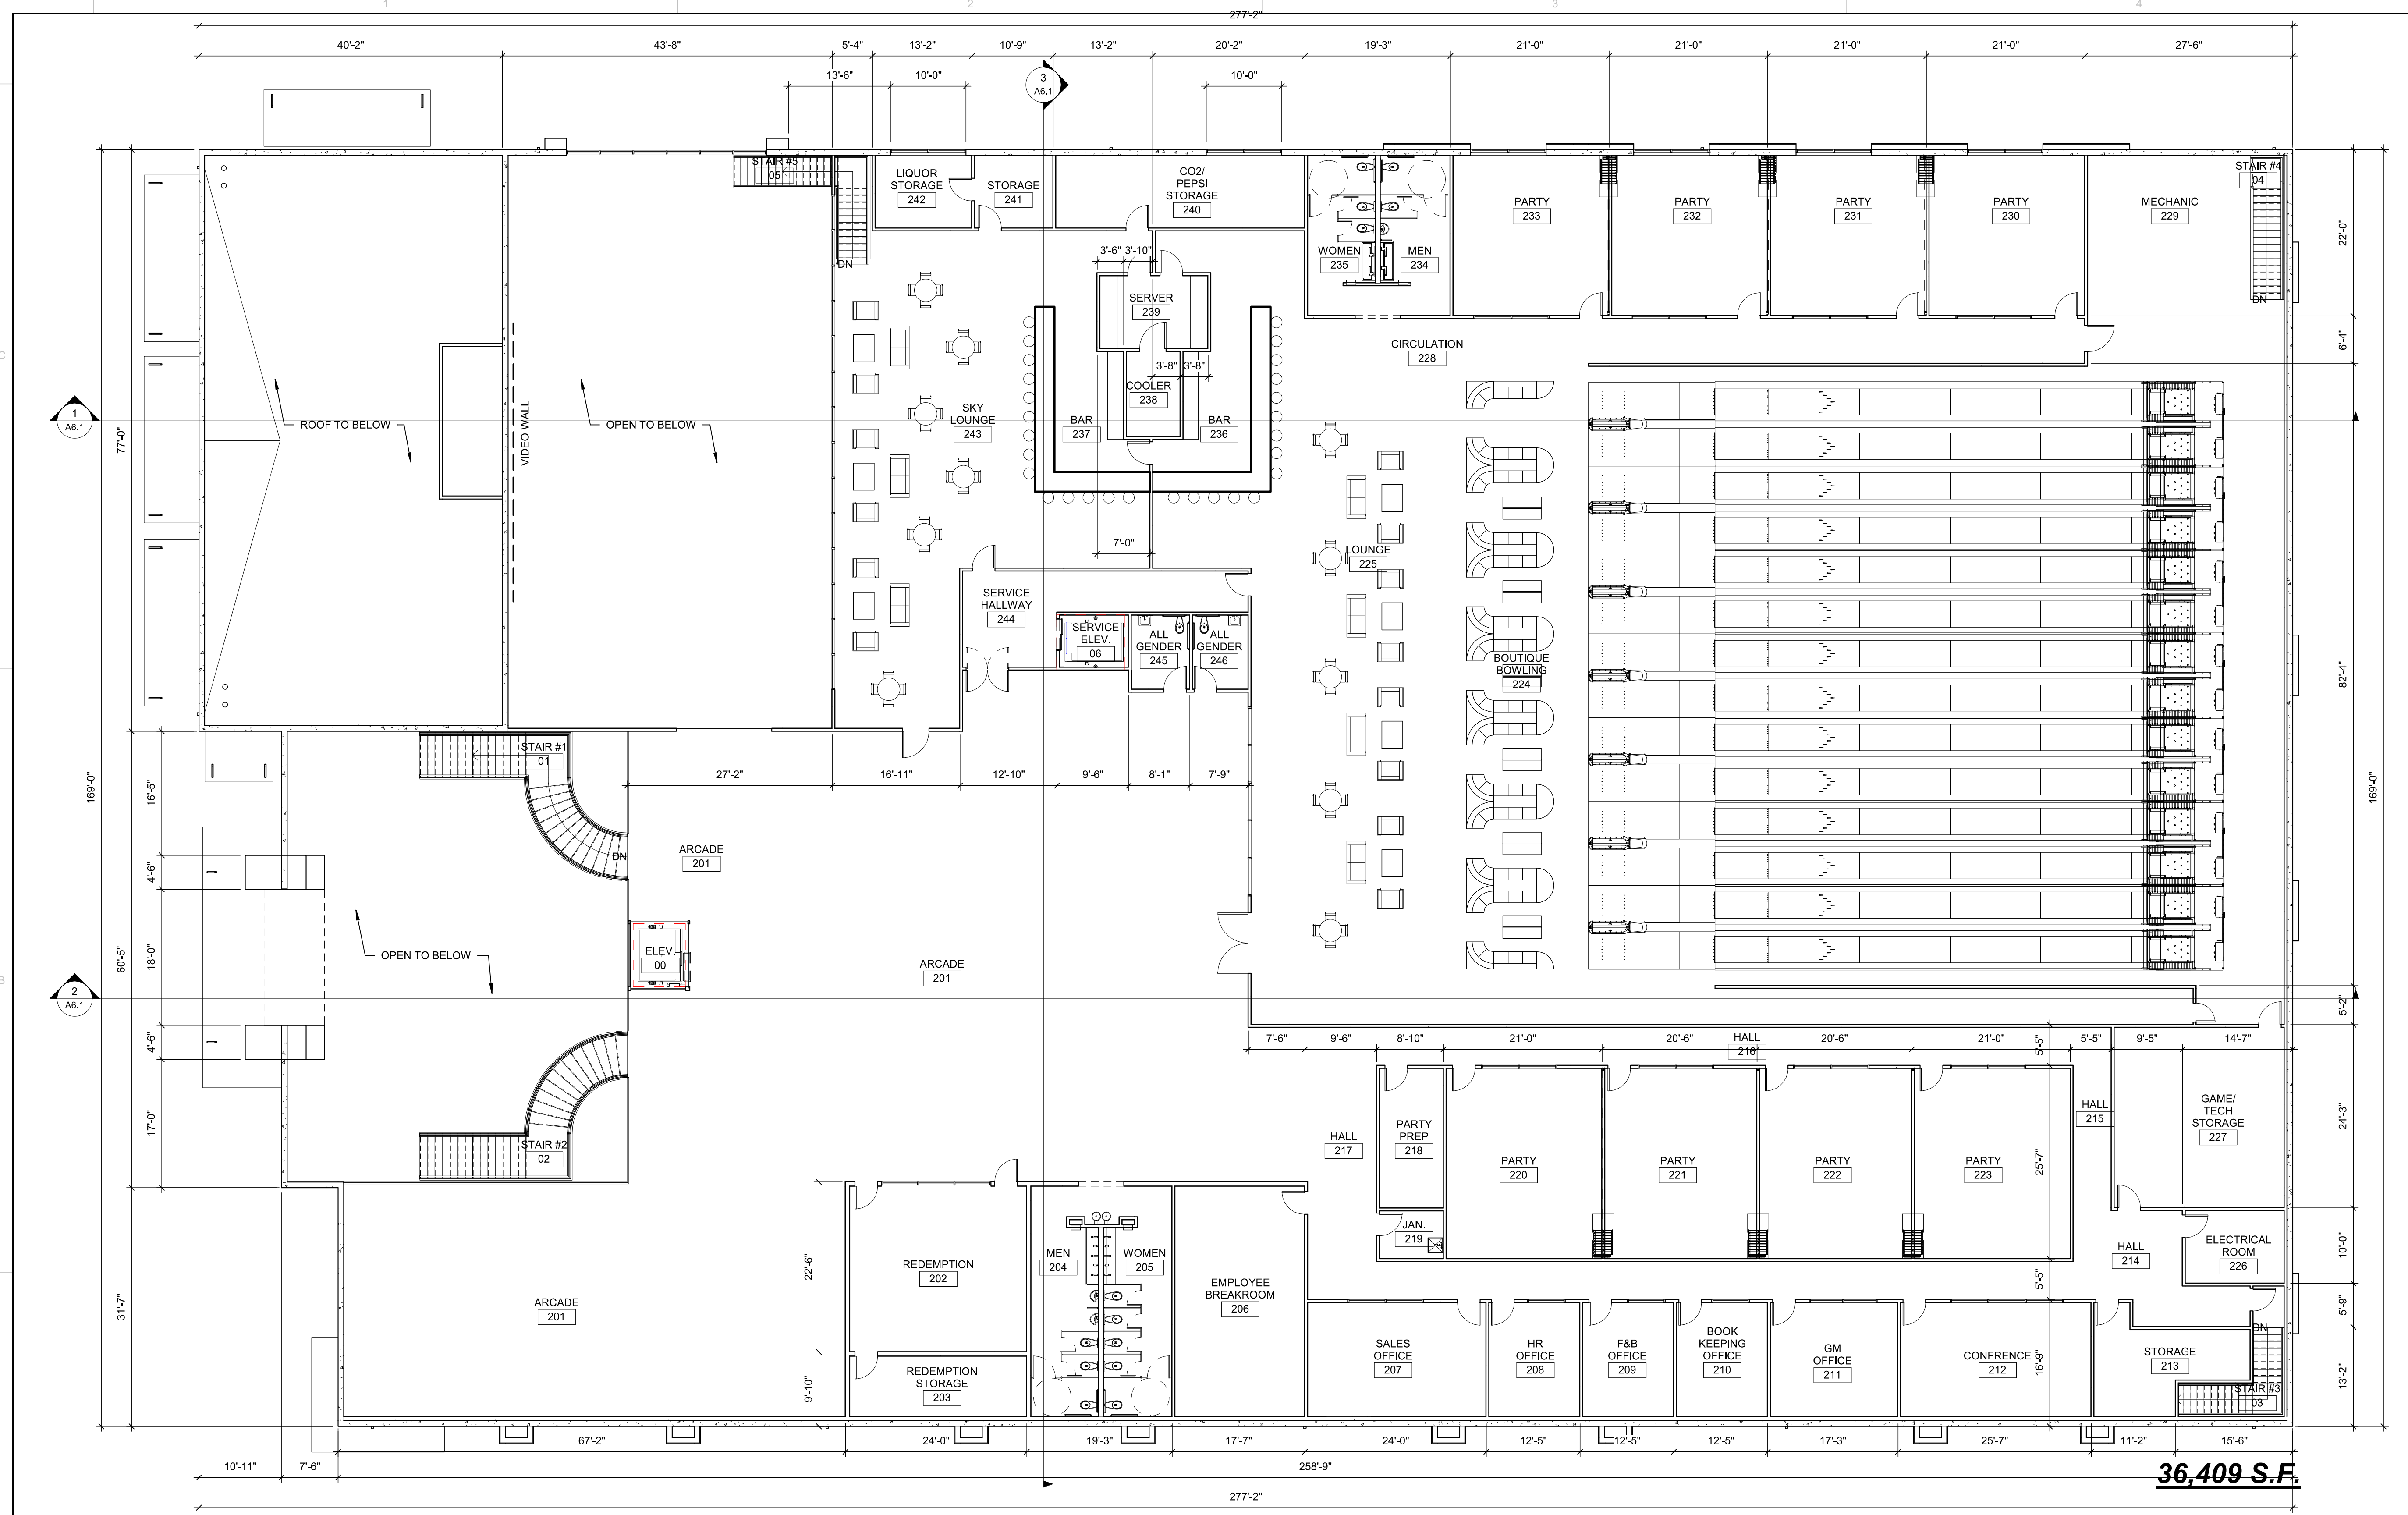 1
2
3
4
277'-2"
40'-2"
43'-8"
5'-4"
13'-2"
10'-9"
13'-2"
20'-2"
19'-3"
21'-0"
21'-0"
21'-0"
21'-0"
27'-6"
13'-6"
10'-0"
3
A6.1
10'-0"
STAIR #5
05
DN
LIQUOR
STORAGE
242
STORAGE
241
CO2/
PEPSI
STORAGE
240
WOMEN
235
MEN
234
PARTY
233
PARTY
232
PARTY
231
PARTY
230
MECHANIC
229
STAIR #4
04
DN
22'-0"
6'-4"
3'-6"
3'-10"
SERVER
239
3'-8"
3'-8"
COOLER
238
CIRCULATION
228
C
1
A6.1
77'-0"
ROOF TO BELOW
VIDEO WALL
OPEN TO BELOW
SKY
LOUNGE
243
BAR
237
BAR
236
7'-0"
LOUNGE
225
SERVICE
HALLWAY
244
SERVICE
ELEV.
06
ALL
GENDER
245
ALL
GENDER
246
BOUTIQUE
BOWLING
224
82'-4"
169'-0"
169'-0"
STAIR #1
01
DN
27'-2"
16'-11"
12'-10"
9'-6"
8'-1"
7'-9"
16'-5"
4'-6"
18'-0"
4'-6"
17'-0"
60'-5"
ARCADE
201
OPEN TO BELOW
ELEV.
00
ARCADE
201
B
2
A6.1
5'-2"
7'-6"
9'-6"
8'-10"
21'-0"
20'-6"
HALL
216
20'-6"
21'-0"
5'-5"
5'-5"
9'-5"
14'-7"
STAIR #2
02
HALL
217
PARTY
PREP
218
PARTY
220
PARTY
221
PARTY
222
PARTY
223
25'-7"
HALL
215
GAME/
TECH
STORAGE
227
24'-3"
JAN.
219
HALL
214
ELECTRICAL
ROOM
226
10'-0"
5'-5"
5'-9"
31'-7"
22'-6"
9'-10"
ARCADE
201
REDEMPTION
202
REDEMPTION
STORAGE
203
MEN
204
WOMEN
205
EMPLOYEE
BREAKROOM
206
SALES
OFFICE
207
HR
OFFICE
208
F&B
OFFICE
209
BOOK
KEEPING
OFFICE
210
GM
OFFICE
211
CONFRENCE
212
16'-9"
STORAGE
213
DN
STAIR #3
03
13'-2"
67'-2"
24'-0"
19'-3"
17'-7"
24'-0"
12'-5"
12'-5"
12'-5"
17'-3"
25'-7"
11'-2"
15'-6"
10'-11"
7'-6"
258'-9"
36,409 S.F.
277'-2"